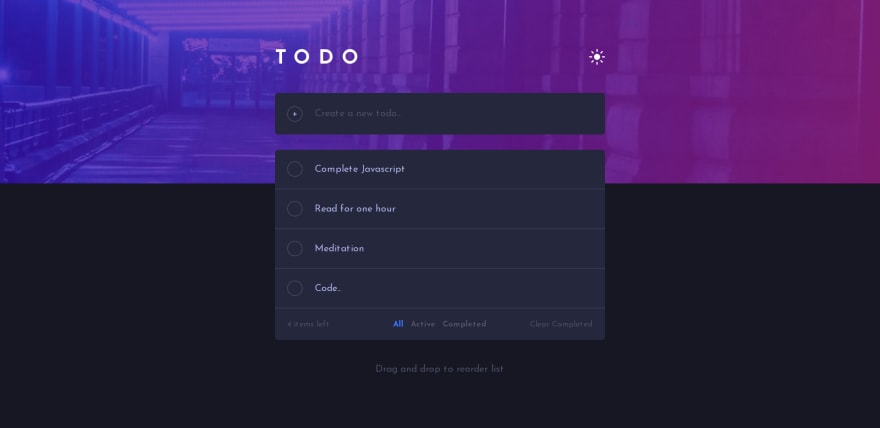 TODO
Create a new todo..
Complete Javascript
Read for one hour
Meditation
Code..
4 items left All Active Completed Clear Completed
Drag and drop to reorder list